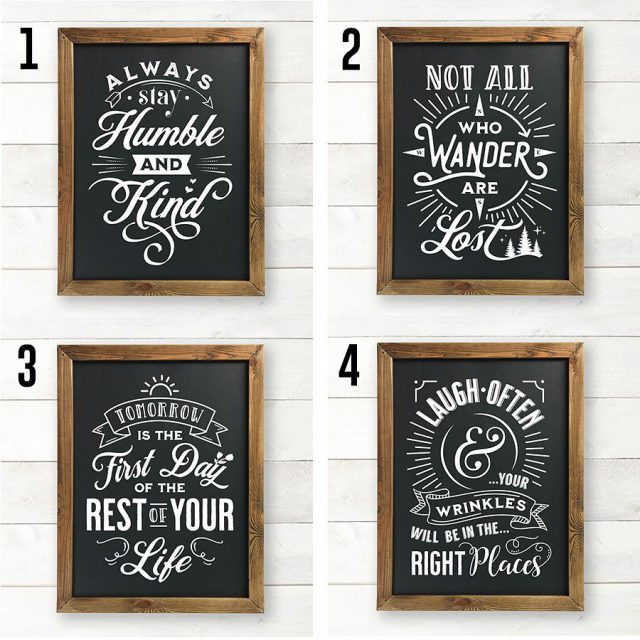 1
ALWAYS
stay
Humble
AND
Kind
2
NOT ALL
N
WHO
W WANDER E
ARE
S
Lost
3
TOMORROW
IS THE
First Day
OF THE
REST OF YOUR
Life
4
LAUGH·OFTEN
&
...YOUR
WRINKLES
WILL BE IN THE...
RIGHT Places